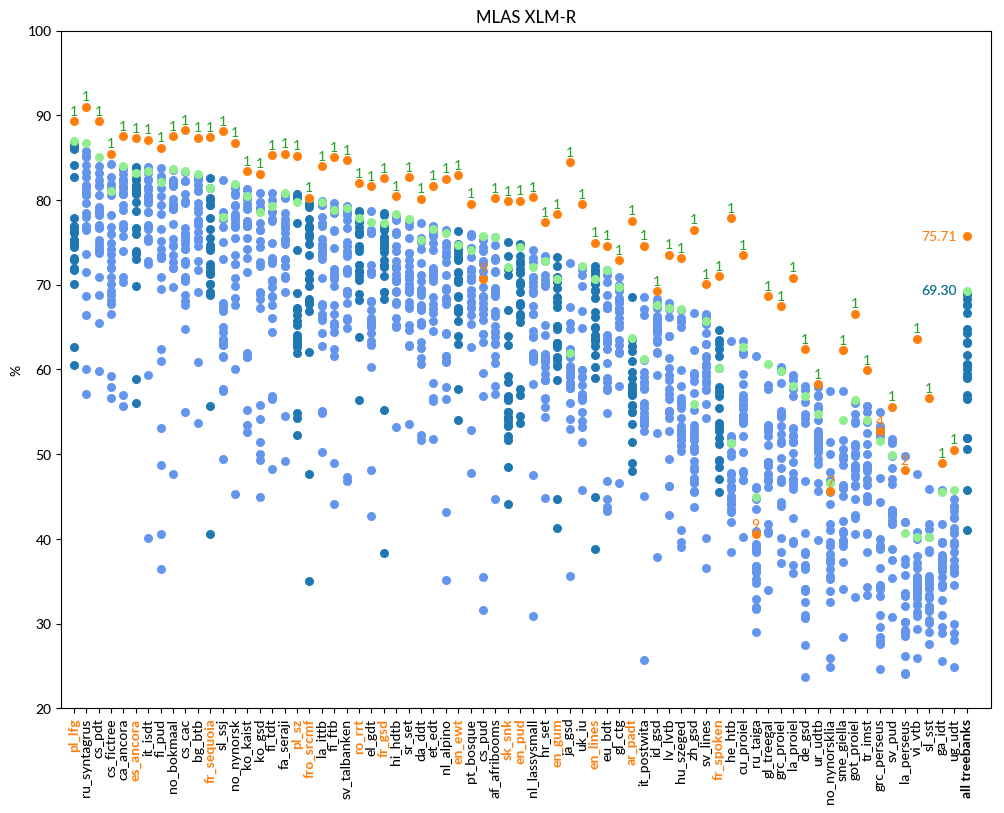 MLAS XLM-R
100
90
80
70
60
50
40
30
20
%
75.71
69.30
pl_lfg
ru_syntagrus
cs_pdt
cs_fictree
ca_ancora
es_ancora
it_isdt
fi_pud
no_bokmaal
cs_cac
bg_btb
fr_sequoia
sl_ssj
no_nynorsk
ko_kaist
ko_gsd
fi_tdt
fa_seraji
pl_sz
fro_srcmf
la_ittb
fi_ftb
sv_talbanken
ro_rrt
el_gdt
fr_gsd
hi_hdtb
sr_set
da_ddt
et_edt
nl_alpino
en_ewt
pt_bosque
cs_pud
af_afribooms
sk_snk
en_pud
nl_lassysmall
hr_set
en_gum
ja_gsd
uk_iu
en_lines
eu_bdt
gl_ctg
ar_padt
it_postwita
id_gsd
lv_lvtb
hu_szeged
zh_gsd
sv_lines
fr_spoken
he_htb
cu_proiel
ru_taiga
gl_treegal
grc_proiel
la_proiel
de_gsd
ur_udtb
no_nynorsklia
sme_giella
got_proiel
tr_imst
grc_perseus
sv_pud
la_perseus
vi_vtb
sl_sst
ga_idt
ug_udt
all treebanks